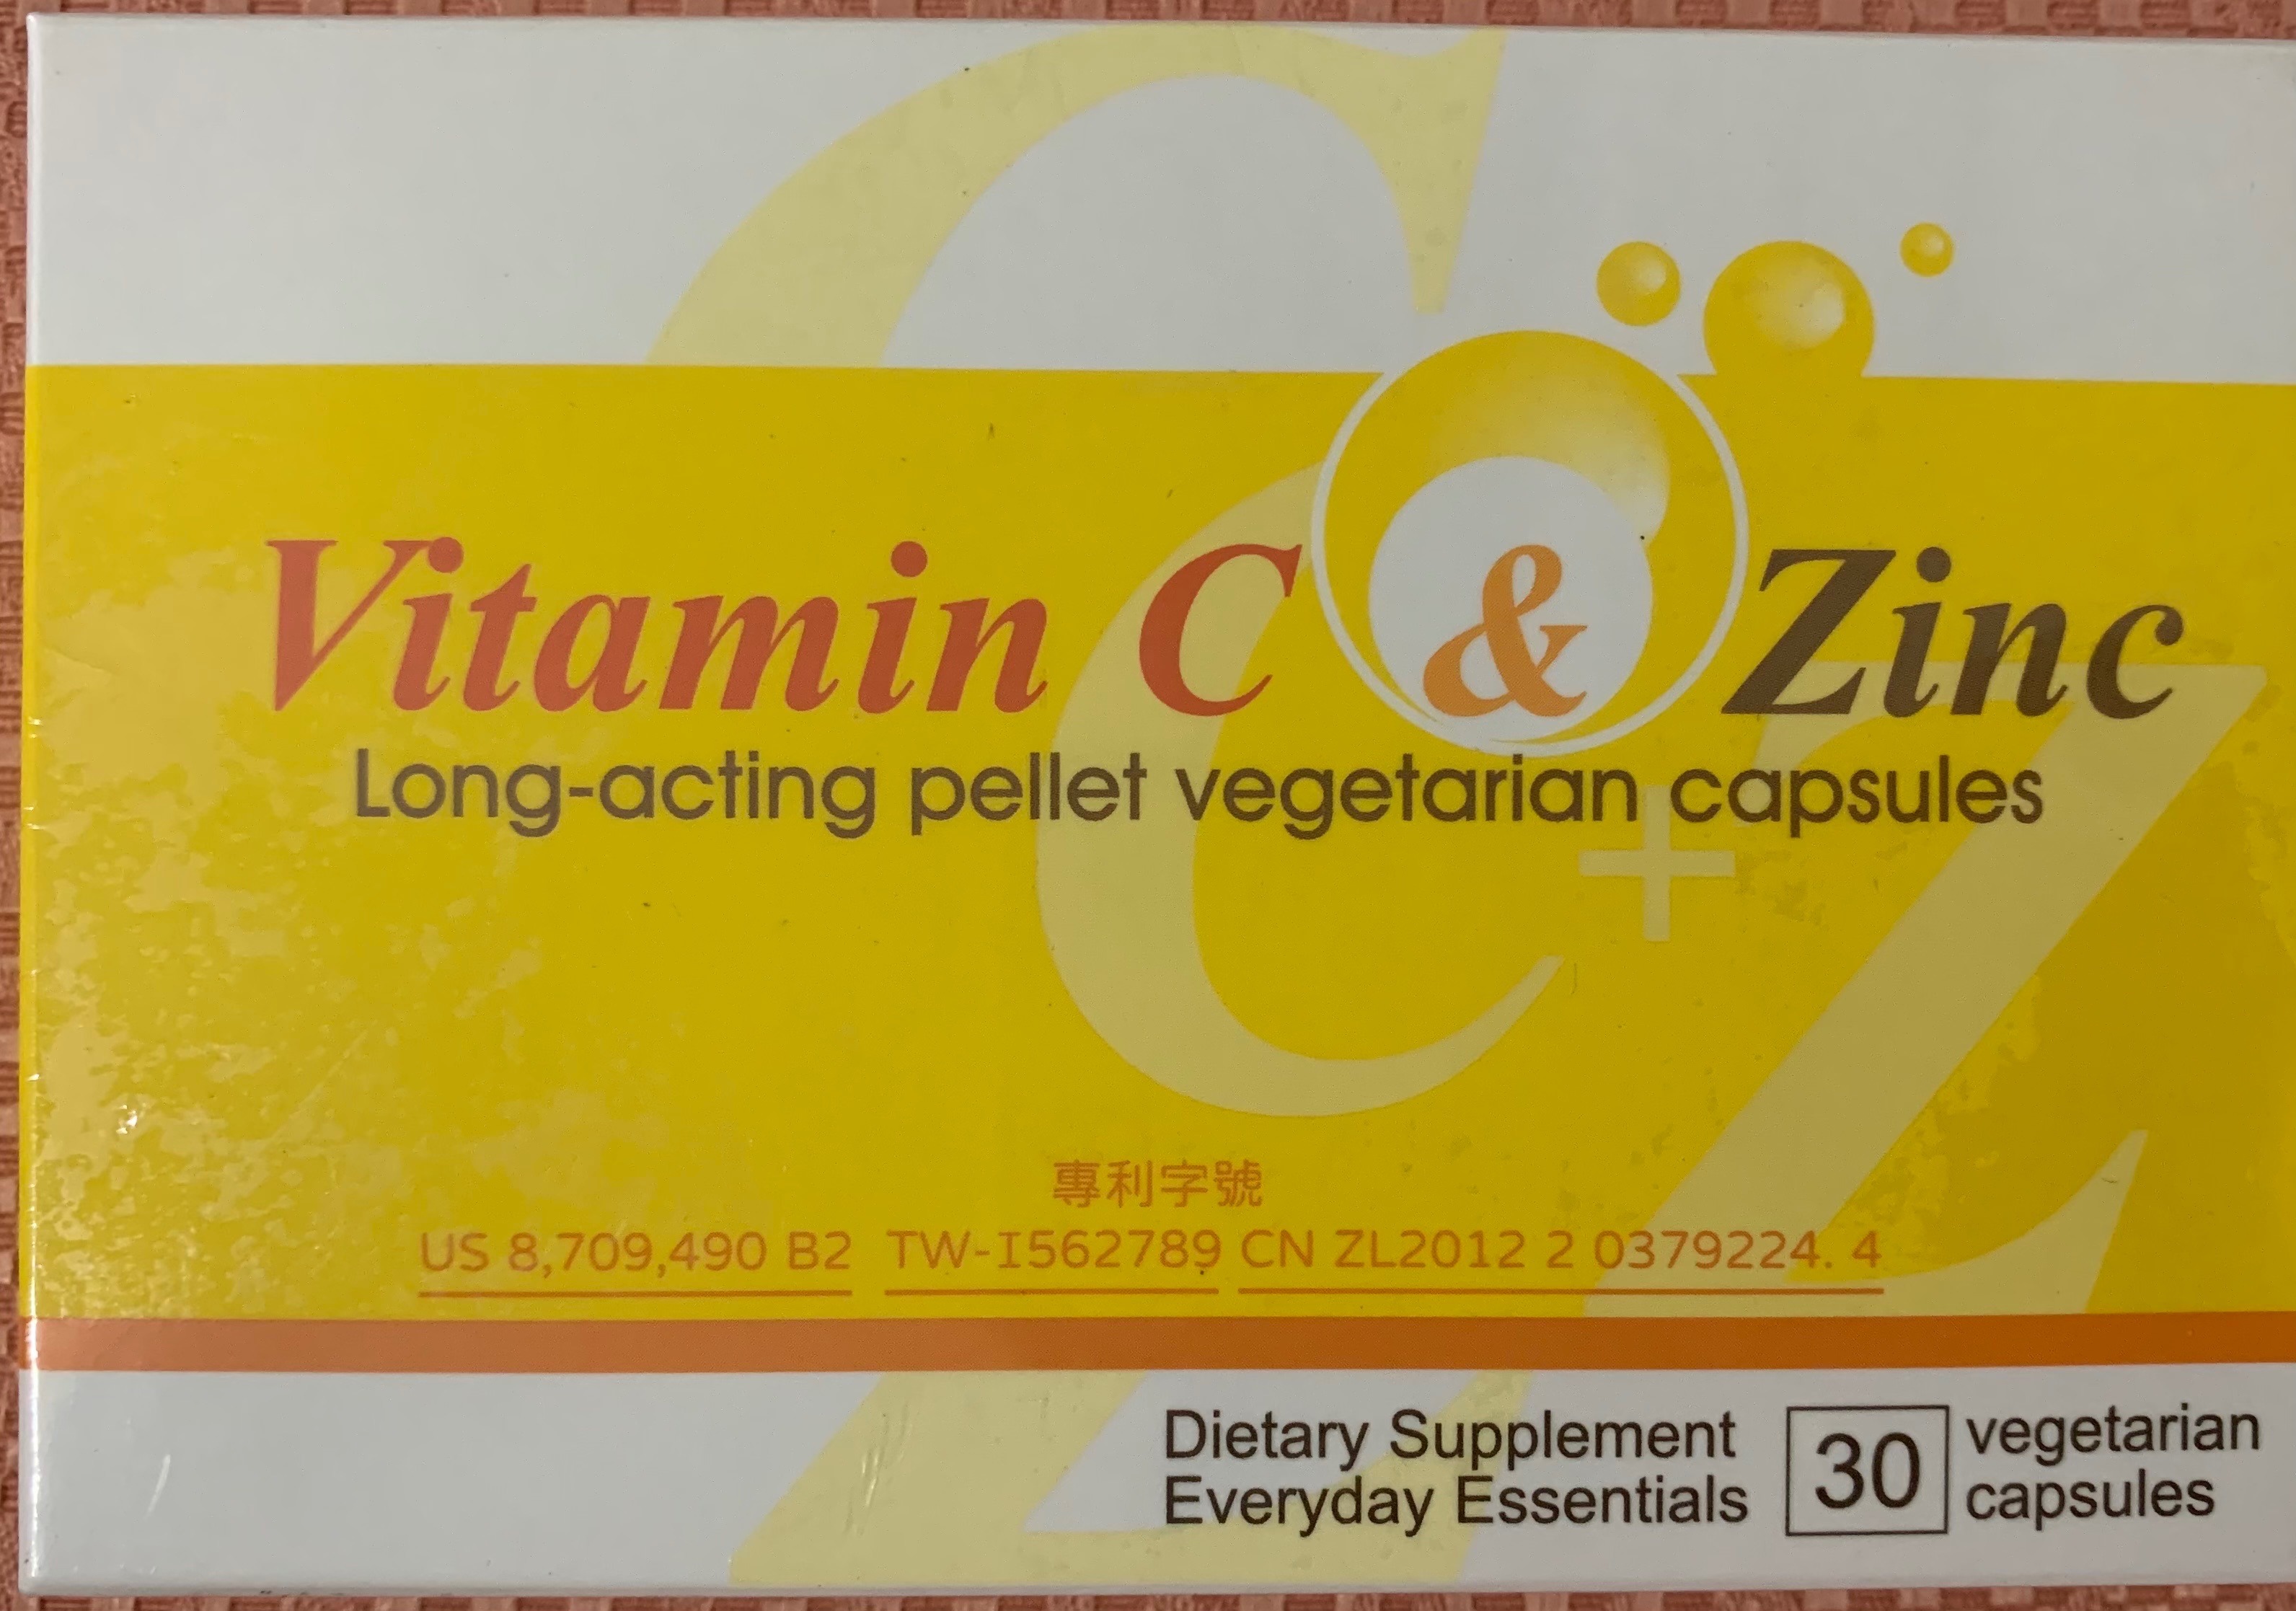 Vitamin C & Zinc
Long-acting pellet vegetarian capsules
C+Z
專利字號
US 8,709,490 B2 TW-I562789 CN ZL2012 2 0379224. 4
Dietary Supplement
Everyday Essentials
30
vegetarian
capsules